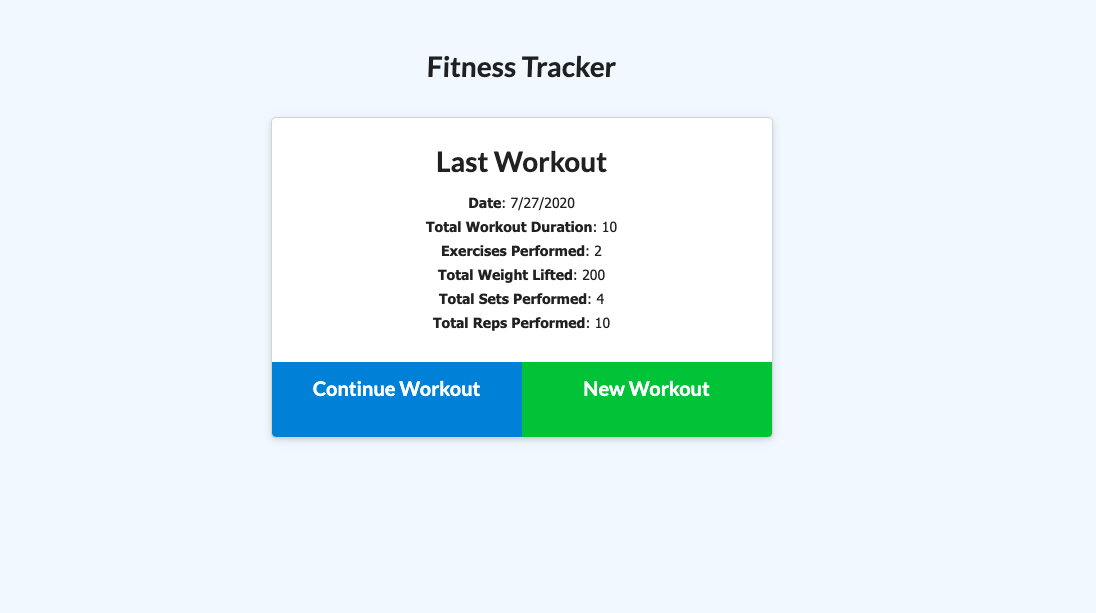 Fitness Tracker
Last Workout
Date: 7/27/2020
Total Workout Duration: 10
Exercises Performed: 2
Total Weight Lifted: 200
Total Sets Performed: 4
Total Reps Performed: 10
Continue Workout
New Workout